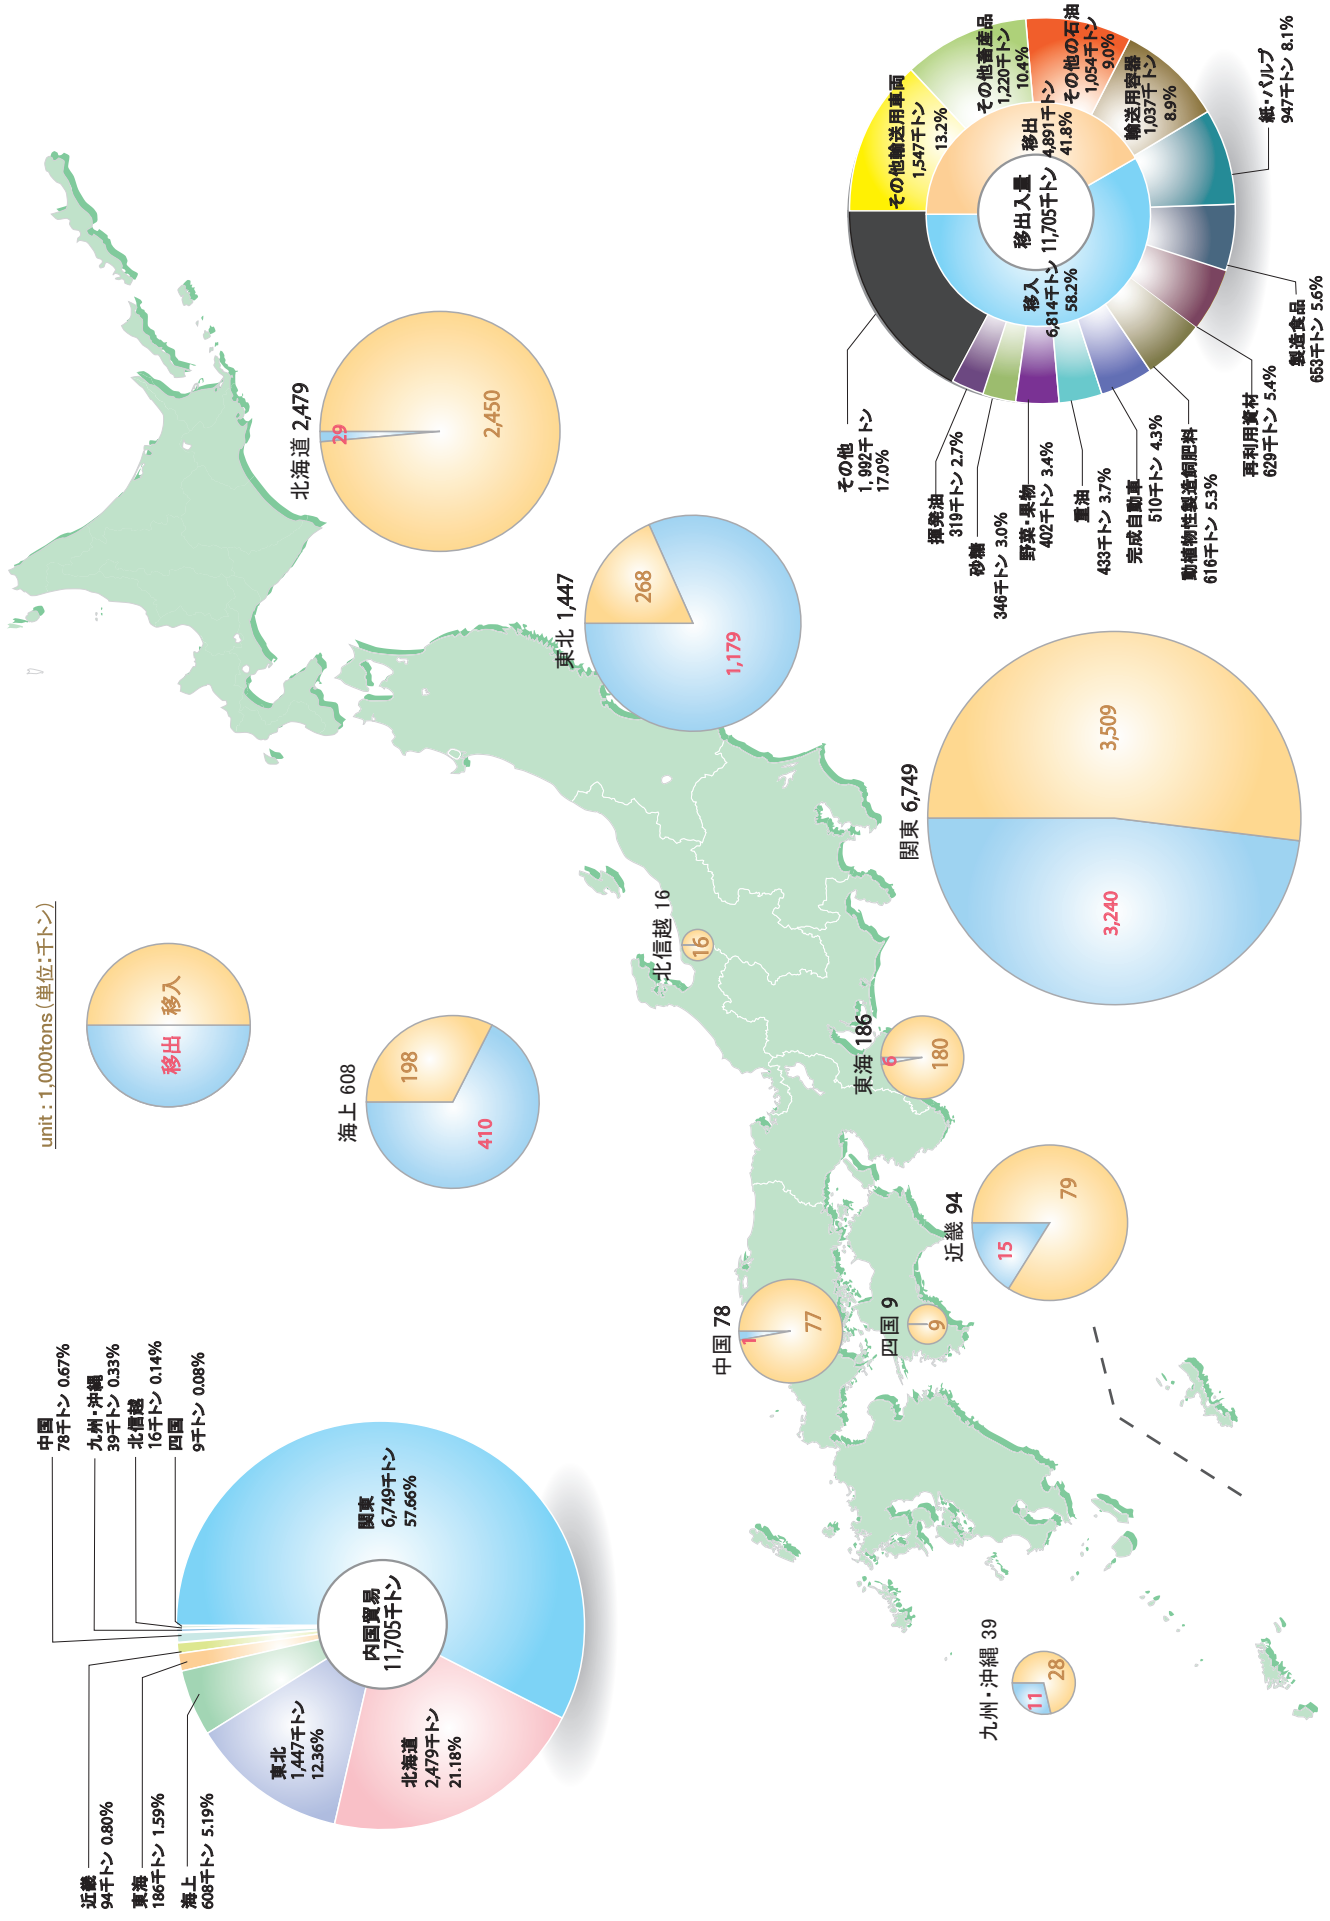 unit : 1,000tons (単位:千トン)
移出
移入
中国
78千トン 0.67%
九州・沖縄
39千トン 0.33%
北信越
16千トン 0.14%
四国
9千トン 0.08%
関東
6,749千トン
57.66%
内国貿易
11,705千トン
北海道
2,479千トン
21.18%
東北
1,447千トン
12.36%
近畿
94千トン 0.80%
東海
186千トン 1.59%
海上
608千トン 5.19%
海上 608
198
410
北海道 2,479
29
2,450
東北 1,447
268
1,179
北信越 16
16
関東 6,749
3,509
3,240
東海 186
6
180
近畿 94
15
79
中国 78
1
77
四国 9
9
九州・沖縄 39
11
28
移出入量
11,705千トン
移出
4,891千トン
41.8%
移入
6,814千トン
58.2%
その他輸送用車両
1,547千トン
13.2%
その他畜産品
1,220千トン
10.4%
その他の石油
1,054千トン
9.0%
輸送用容器
1,037千トン
8.9%
紙・パルプ
947千トン 8.1%
製造食品
653千トン 5.6%
再利用資材
629千トン 5.4%
動植物性製造飼肥料
616千トン 5.3%
完成自動車
510千トン 4.3%
重油
433千トン 3.7%
野菜・果物
402千トン 3.4%
砂糖
346千トン 3.0%
揮発油
319千トン 2.7%
その他
1,992千トン
17.0%